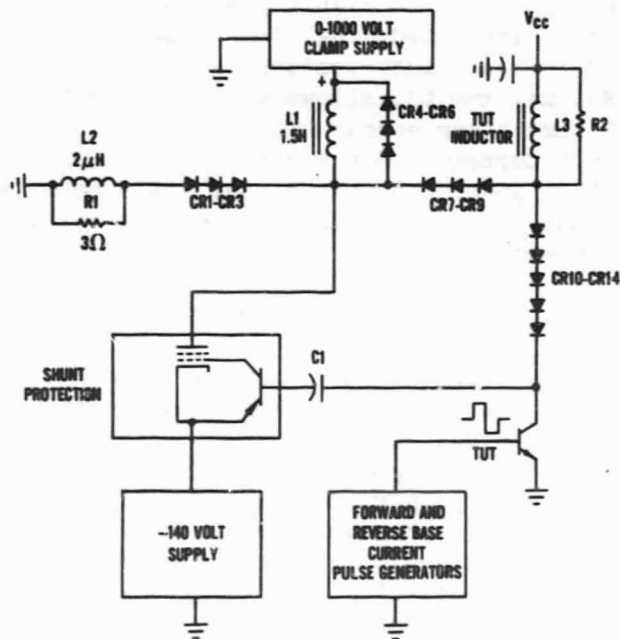 0-1000 VOLT
CLAMP SUPPLY
VCC
+
L1
1.5H
CR4-CR6
TUT
INDUCTOR
L3
R2
L2
2μH
R1
3Ω
CR1-CR3
CR7-CR9
CR10-CR14
SHUNT
PROTECTION
C1
TUT
-140 VOLT
SUPPLY
FORWARD AND
REVERSE BASE
CURRENT
PULSE GENERATORS